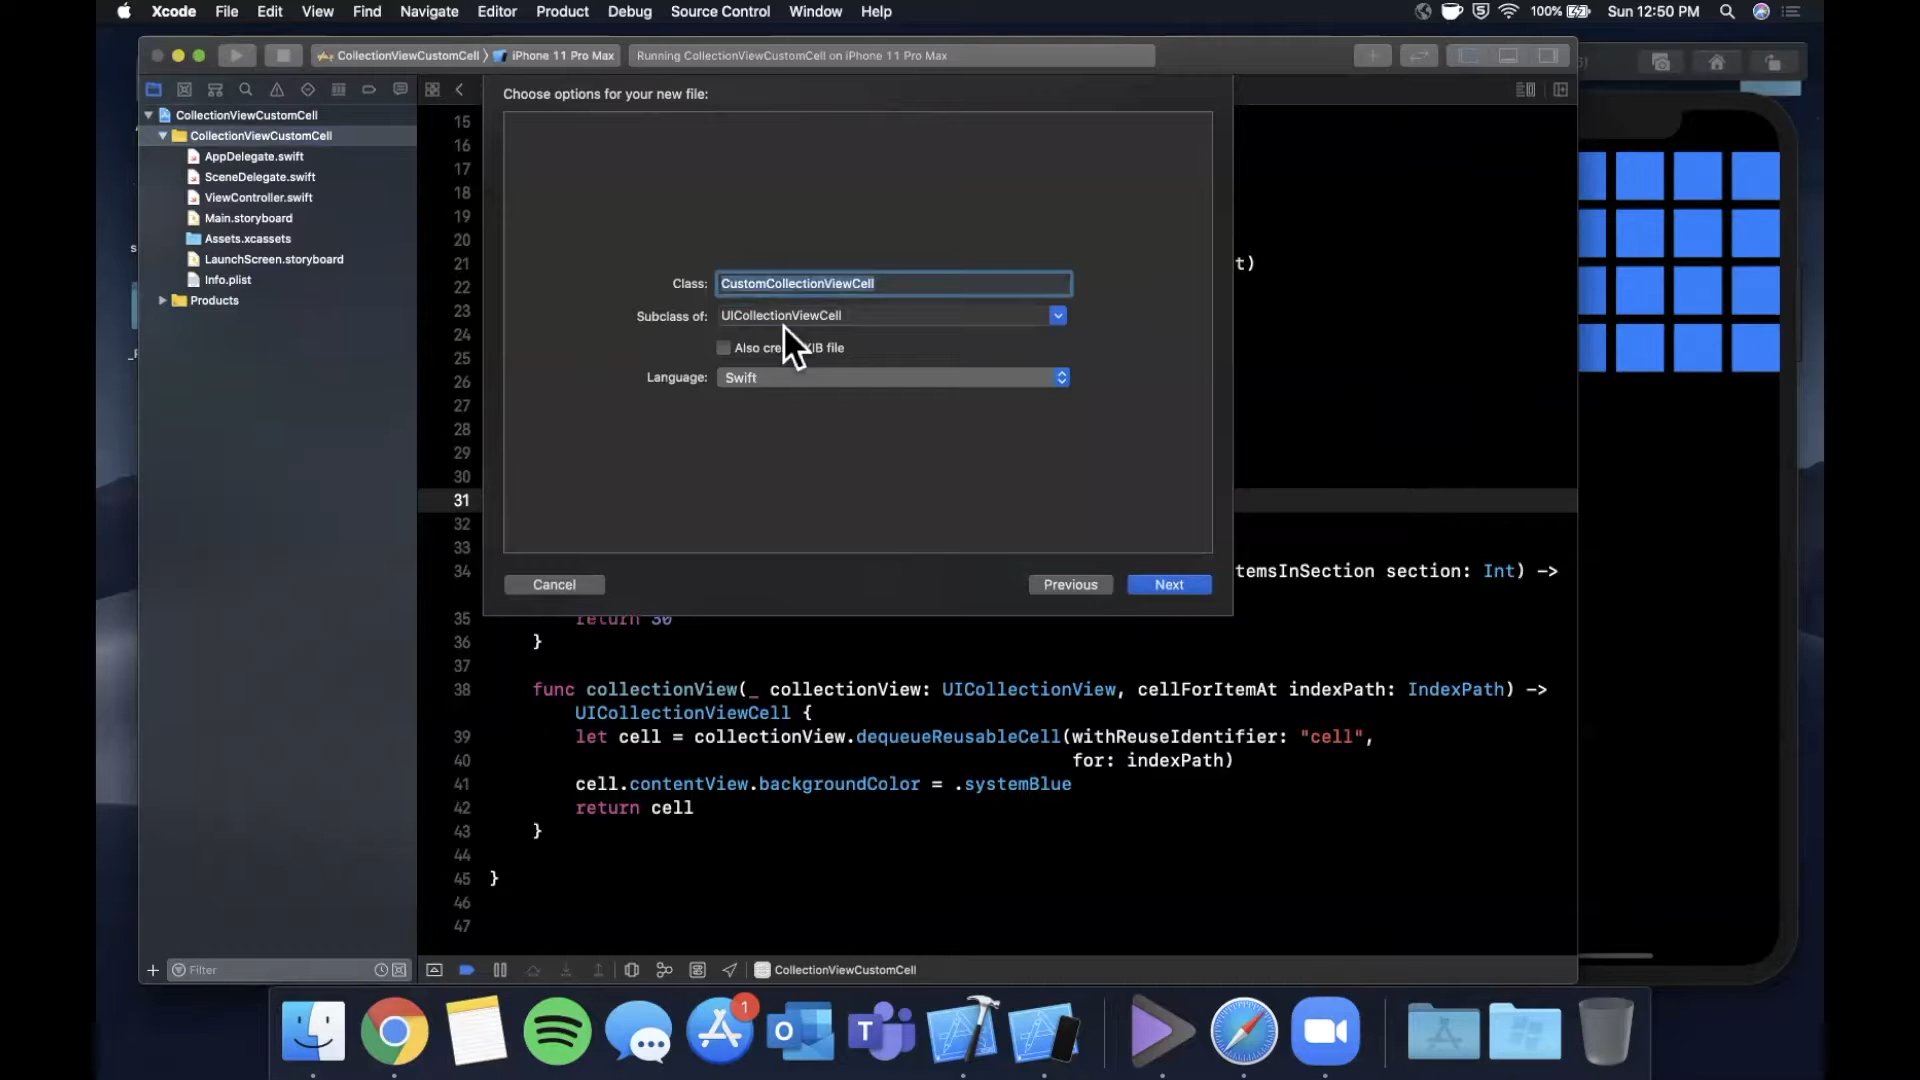 Xcode File Edit View Find Navigate Editor Product Debug Source Control Window Help
100% Sun 12:50 PM
CollectionViewCustomCell iPhone 11 Pro Max
Running CollectionViewCustomCell on iPhone 11 Pro Max
CollectionViewCustomCell
CollectionViewCustomCell
AppDelegate.swift
SceneDelegate.swift
ViewController.swift
Main.storyboard
Assets.xcassets
LaunchScreen.storyboard
Info.plist
Products
Filter
Choose options for your new file:
Class: CustomCollectionViewCell
Subclass of: UICollectionViewCell
Also file
Language: Swift
Cancel Previous Next
15
16
17
18
19
20
21 t)
22
23
24
25
26
27
28
29
30
31
32
33
34 temsInSection section: Int) ->
35 return 30
36 }
37
38 func collectionView(_ collectionView: UICollectionView, cellForItemAt indexPath: IndexPath) ->
UICollectionViewCell {
39 let cell = collectionView.dequeueReusableCell(withReuseIdentifier: "cell",
40 for: indexPath)
41 cell.contentView.backgroundColor = .systemBlue
42 return cell
43 }
44
45 }
46
47
CollectionViewCustomCell
1